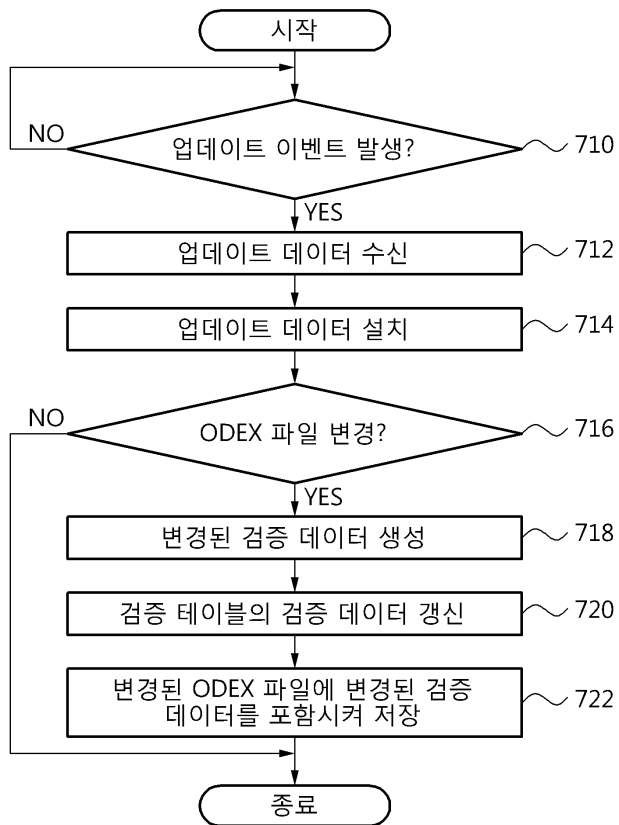 시작
NO
업데이트 이벤트 발생?
710
YES
업데이트 데이터 수신
712
업데이트 데이터 설치
714
NO
ODEX 파일 변경?
716
YES
변경된 검증 데이터 생성
718
검증 테이블의 검증 데이터 갱신
720
변경된 ODEX 파일에 변경된 검증
데이터를 포함시켜 저장
722
종료